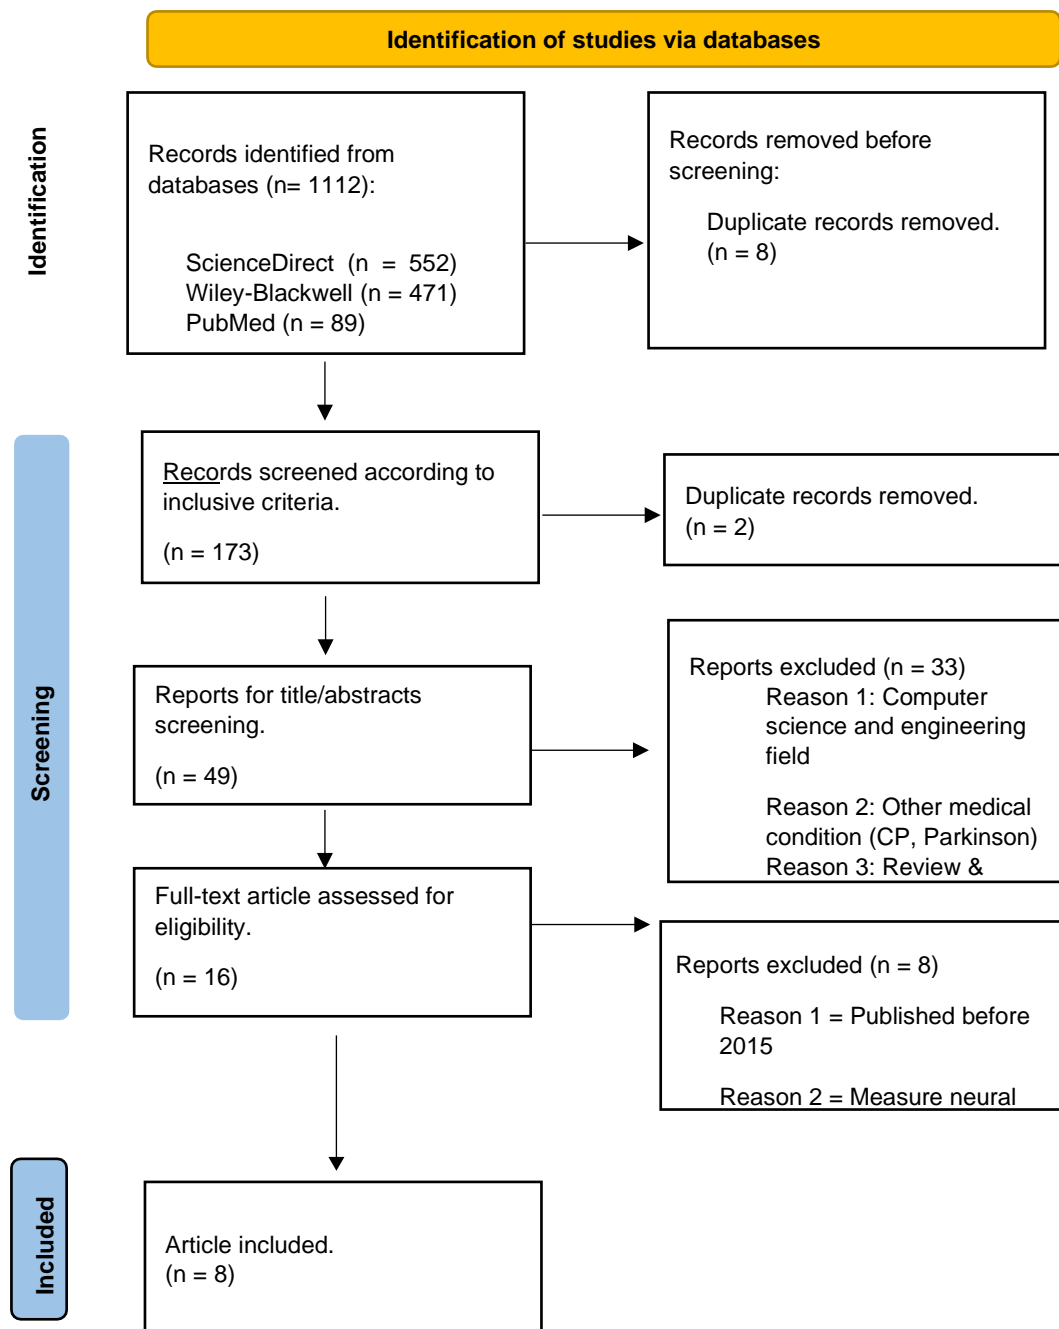 Identification of studies via databases
Identification
Records identified from
databases (n= 1112):
ScienceDirect (n = 552)
Wiley-Blackwell (n = 471)
PubMed (n = 89)
Records removed before
screening:
Duplicate records removed.
(n = 8)
Screening
Records screened according to
inclusive criteria.
(n = 173)
Duplicate records removed.
(n = 2)
Reports for title/abstracts
screening.
(n = 49)
Reports excluded (n = 33)
Reason 1: Computer
science and engineering
field
Reason 2: Other medical
condition (CP, Parkinson)
Reason 3: Review &
Full-text article assessed for
eligibility.
(n = 16)
Reports excluded (n = 8)
Reason 1 = Published before
2015
Reason 2 = Measure neural
Included
Article included.
(n = 8)